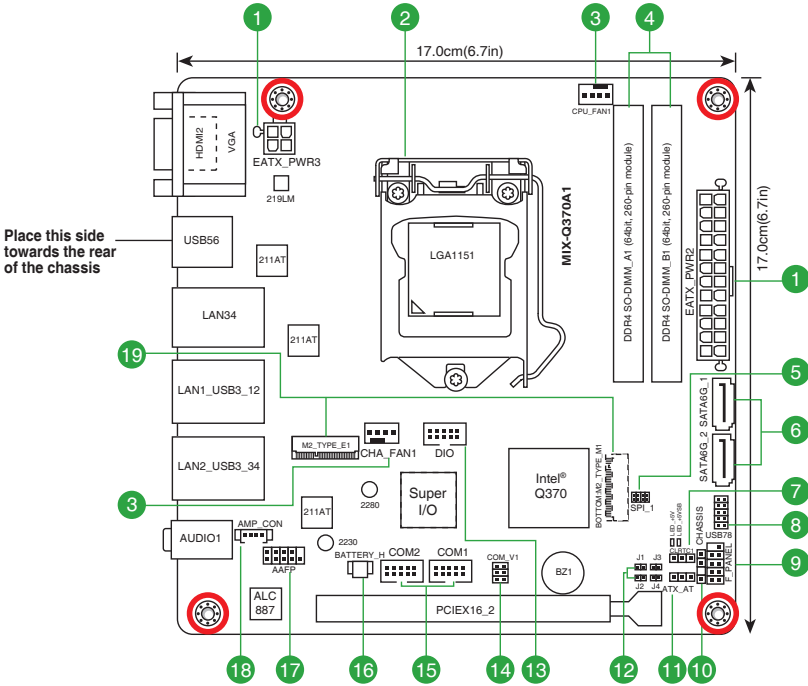 1
2
3
4
17.0cm(6.7in)
CPU_FAN1
HDMI2
VGA
EATX_PWR3
219LM
DDR4 SO-DIMM_A1 (64bit, 260-pin module)
DDR4 SO-DIMM_B1 (64bit, 260-pin module)
EATX_PWR2
17.0cm(6.7in)
MIX-Q370A1
LGA1151
Place this side
towards the rear
of the chassis
USB56
211AT
1
LAN34
211AT
19
5
LAN1_USB3_12
SATA6G_1
6
M2_TYPE_E1
CHA_FAN1
DIO
BOTTOM:M2_TYPE_M1
SATA6G_2
LAN2_USB3_34
Super
I/O
Intel®
Q370
SPI_1
7
3
2280
211AT
LED_+5V
LED_+5VSB
CHASSIS
USB78
8
AUDIO1
AMP_CON
2230
AAFP
BATTERY_H
COM2
COM1
COM_V1
BZ1
J1
J3
J2
J4
CLRTC1
ATX_AT
F_PANEL
9
ALC
887
PCIEX16_2
18
17
16
15
14
13
12
11
10